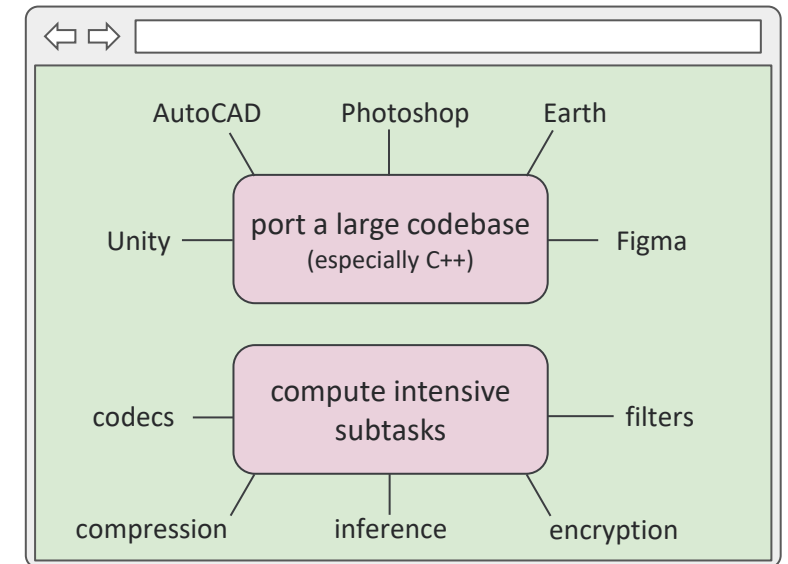 AutoCAD
Photoshop
Earth
Unity
port a large codebase
(especially C++)
Figma
codecs
compute intensive
subtasks
filters
compression
inference
encryption